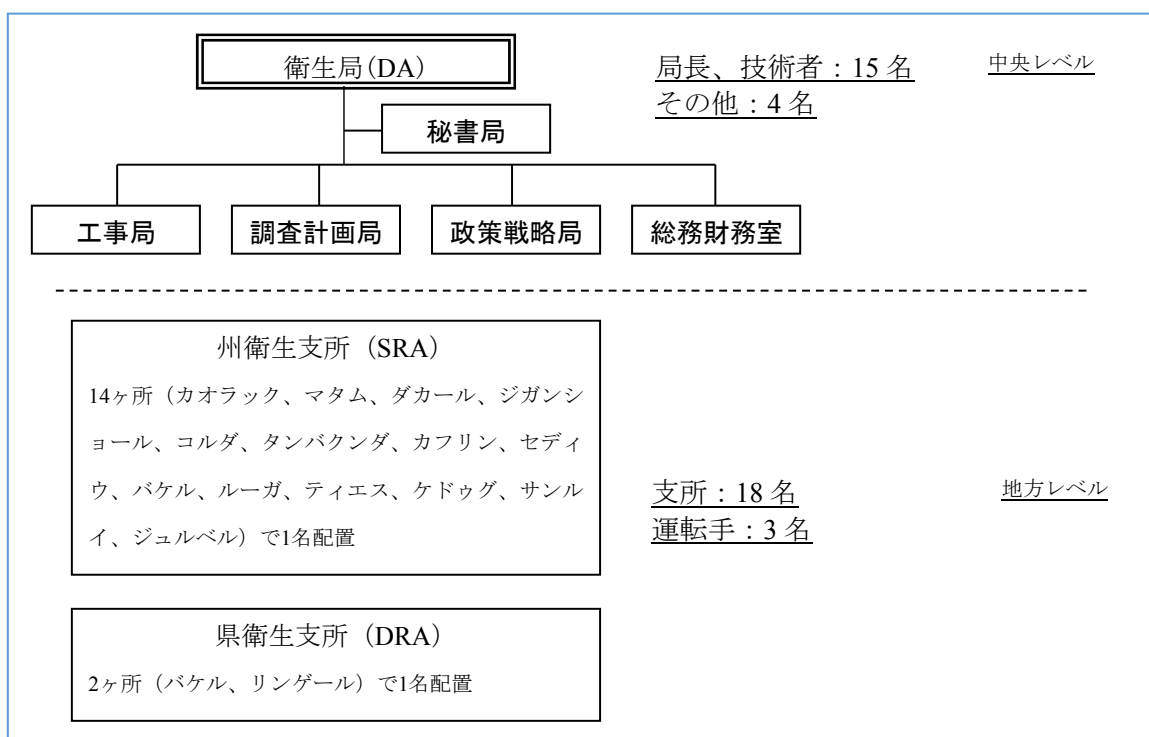 衛生局(DA)
局長、技術者：15 名
その他：4 名
中央レベル
秘書局
工事局
調査計画局
政策戦略局
総務財務室
州衛生支所（SRA）
14ヶ所（カオラック、マタム、ダカール、ジガンシ
ョール、コルダ、タンバクンダ、カフリン、セディ
ウ、バケル、ルーガ、ティエス、ケドゥグ、サンル
イ、ジュルベル）で1名配置
支所：18 名
運転手：3 名
地方レベル
県衛生支所（DRA）
2ヶ所（バケル、リンゲール）で1名配置